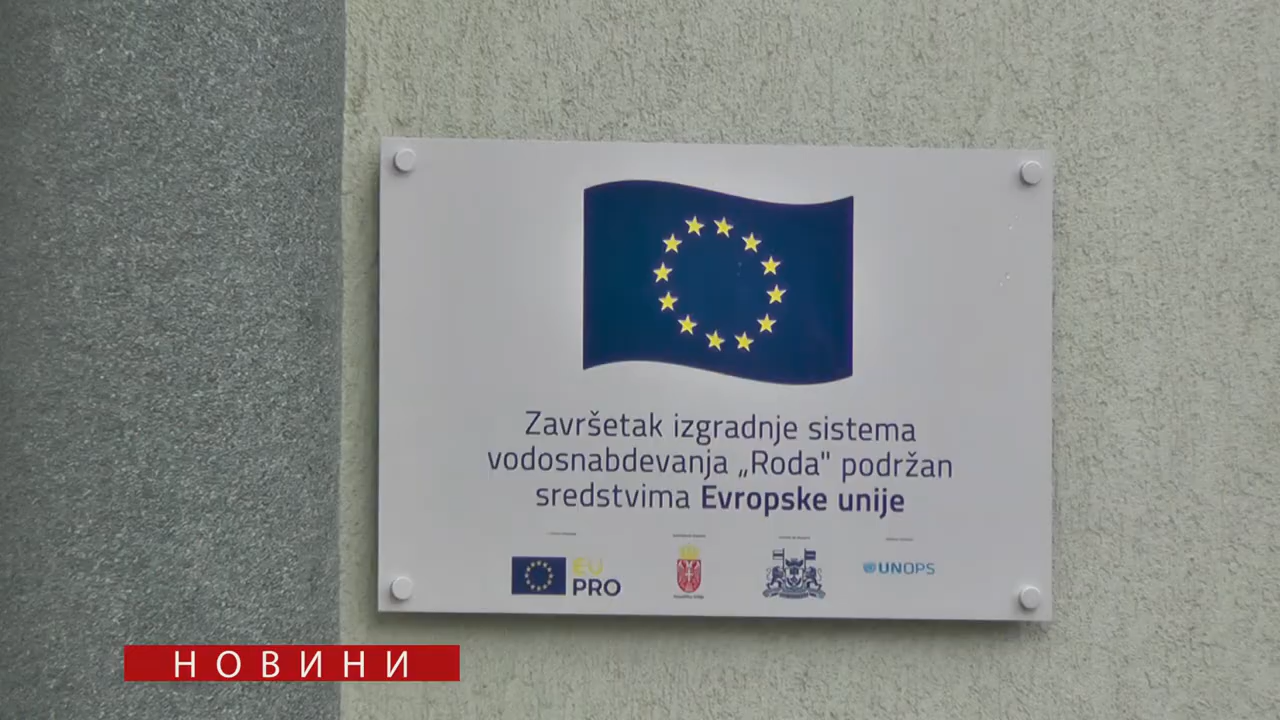 Završetak izgradnje sistema
vodosnabdevanja „Roda" podržan
sredstvima Evropske unije
EU
PRO
UNOPS
НОВИНИ